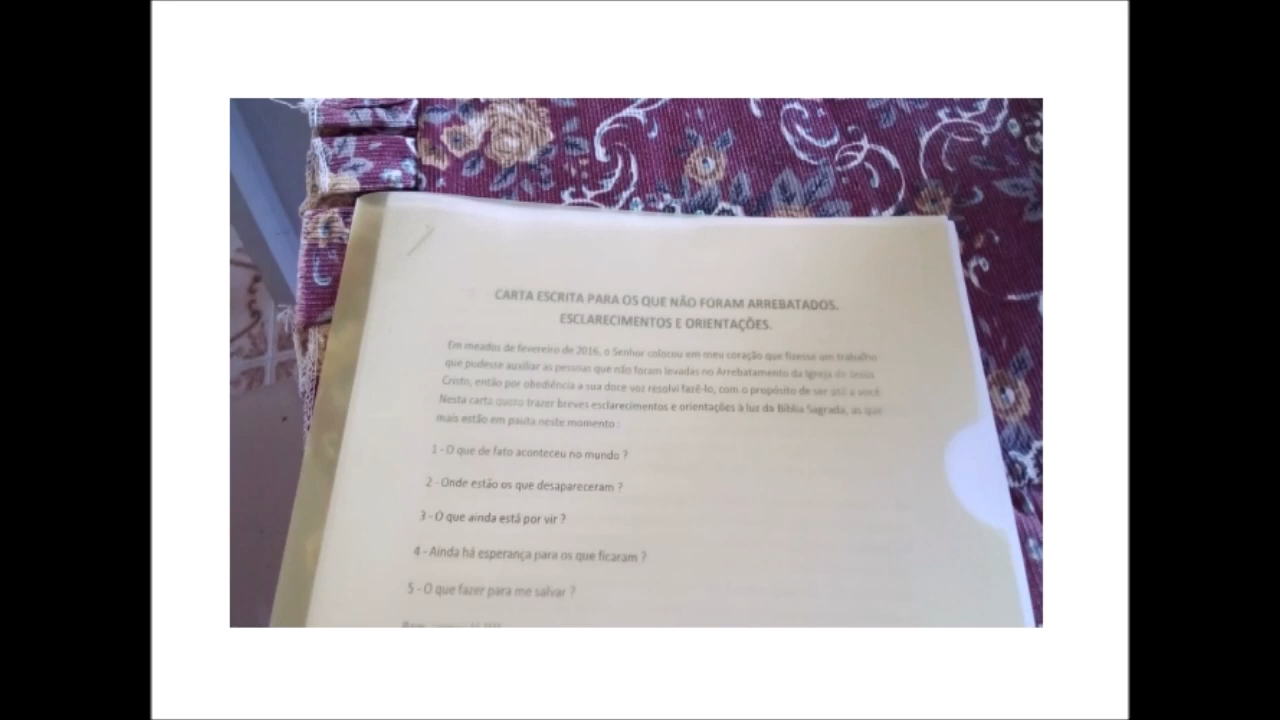 CARTA ESCRITA PARA OS QUE NÃO FORAM ARREBATADOS.
ESCLARECIMENTOS E ORIENTAÇÕES.
Em meados de fevereiro de 2016, o Senhor colocou em meu coração que fizesse um trabalho
que pudesse auxiliar as pessoas que não foram levadas no Arrebatamento da Igreja de Jesus
Cristo, então por obediência a sua doce voz resolvi fazê-lo, com o propósito de ser útil a você.
Nesta carta quero trazer breves esclarecimentos e orientações à luz da Bíblia Sagrada, as que
mais estão em pauta neste momento :
1 - O que de fato aconteceu no mundo ?
2 - Onde estão os que desapareceram ?
3 - O que ainda está por vir ?
4 - Ainda há esperança para os que ficaram ?
5 - O que fazer para me salvar ?